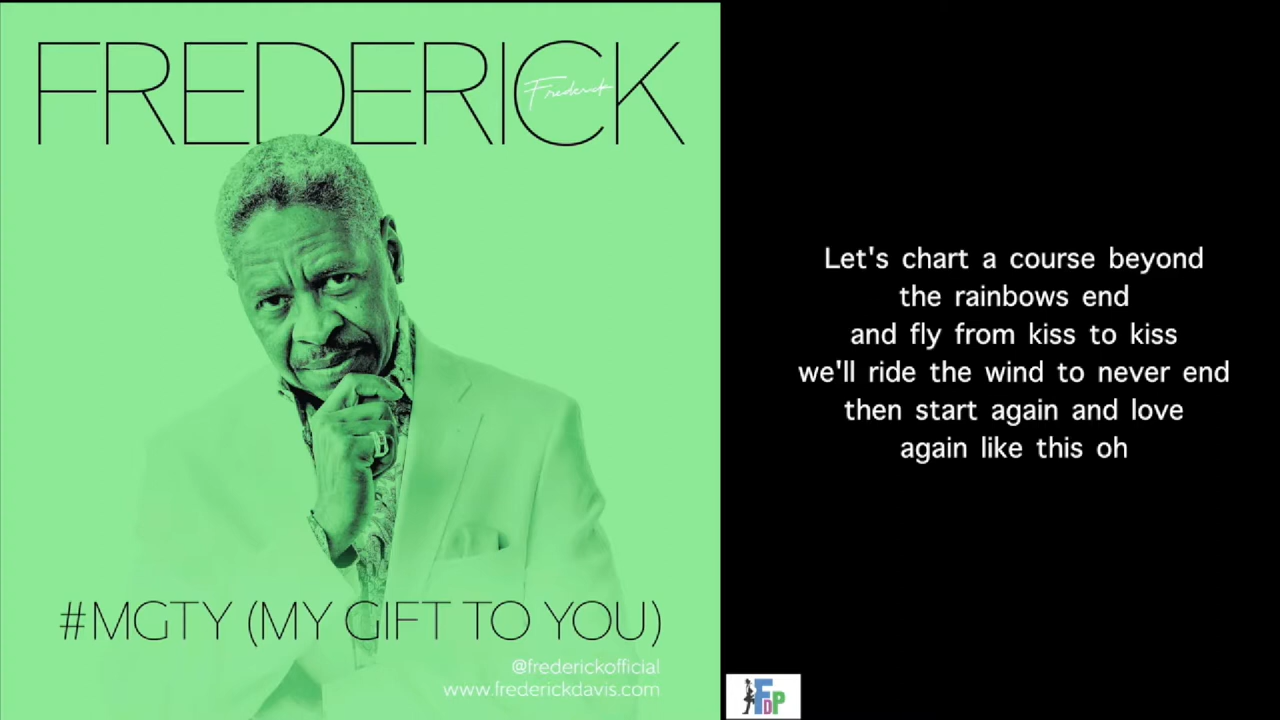 FREDERICK
Frederick
#MGTY (MY GIFT TO YOU)
@frederickofficial
www.frederickdavis.com
Let's chart a course beyond
the rainbows end
and fly from kiss to kiss
we'll ride the wind to never end
then start again and love
again like this oh
FDP